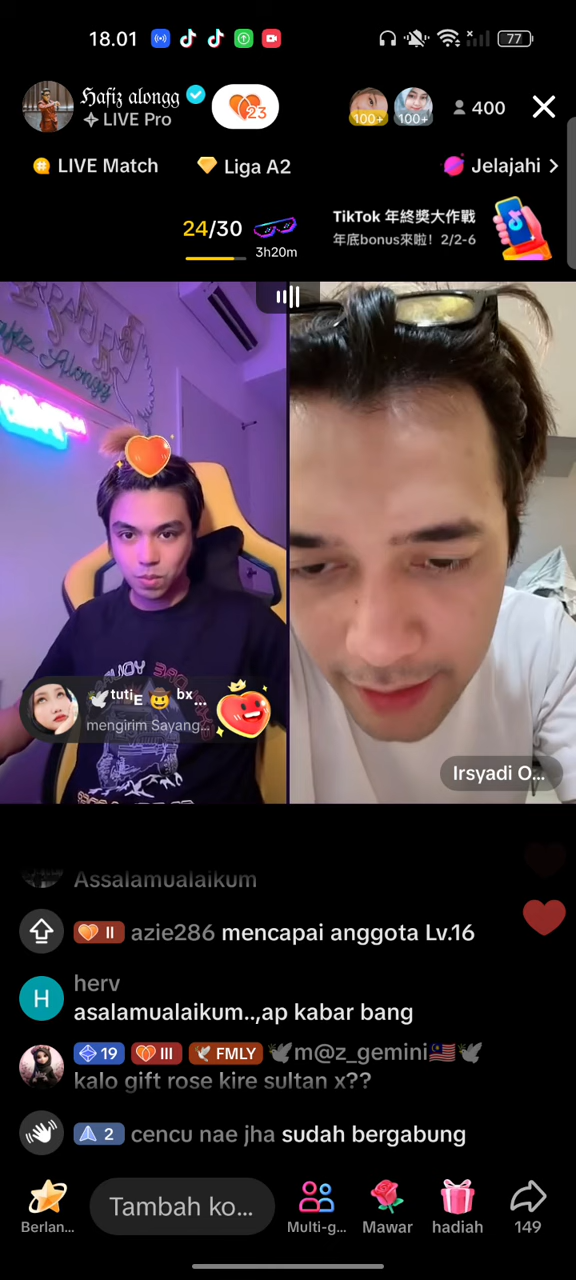 18.01
77
Hafiz alongg
LIVE Pro
23
100+
100+
400
LIVE Match
Liga A2
Jelajahi
24/30
3h20m
TikTok 年終獎大作戰
年底bonus來啦！2/2-6
tutiE 🤠 bx...
mengirim Sayang...
Irsyadi O...
Assalamualaikum
II azie286 mencapai anggota Lv.16
H
herv
asalamualaikum..,ap kabar bang
19 III FMLY 🕊️m@z_gemini🇲🇾🕊️
kalo gift rose kire sultan x??
2 cencu nae jha sudah bergabung
Berlan...
Tambah ko...
Multi-g...
Mawar
hadiah
149